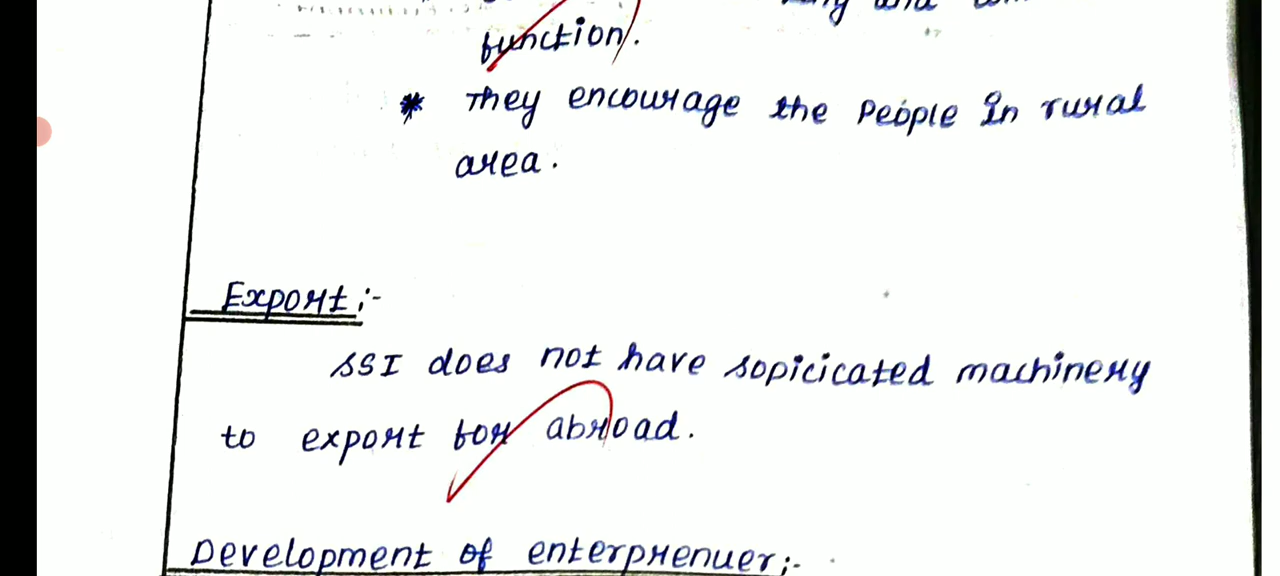 and
function.
* They encourage the People in rural
area.
Export:-
SSI does not have sopicicated machinery
to export for abroad.
Development of enterprenuer:-